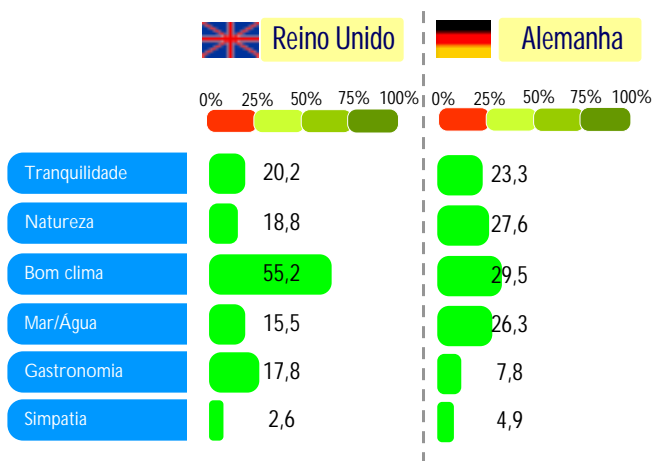 Reino Unido Alemanha
0% 25% 50% 75% 100% 0% 25% 50% 75% 100%
Tranquilidade 20,2 23,3
Natureza 18,8 27,6
Bom clima 55,2 29,5
Mar/Água 15,5 26,3
Gastronomia 17,8 7,8
Simpatia 2,6 4,9